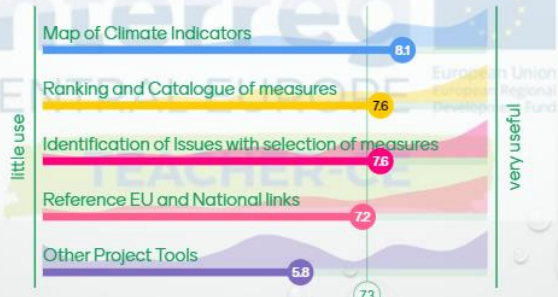 Interreg
CENTRAL EUROPE
European Union
European Regional
Development Fund
TEACHER-CE
little use
very useful
Map of Climate Indicators
8.1
Ranking and Catalogue of measures
7.6
Identification of Issues with selection of measures
7.6
Reference EU and National links
7.2
Other Project Tools
5.8
7.3